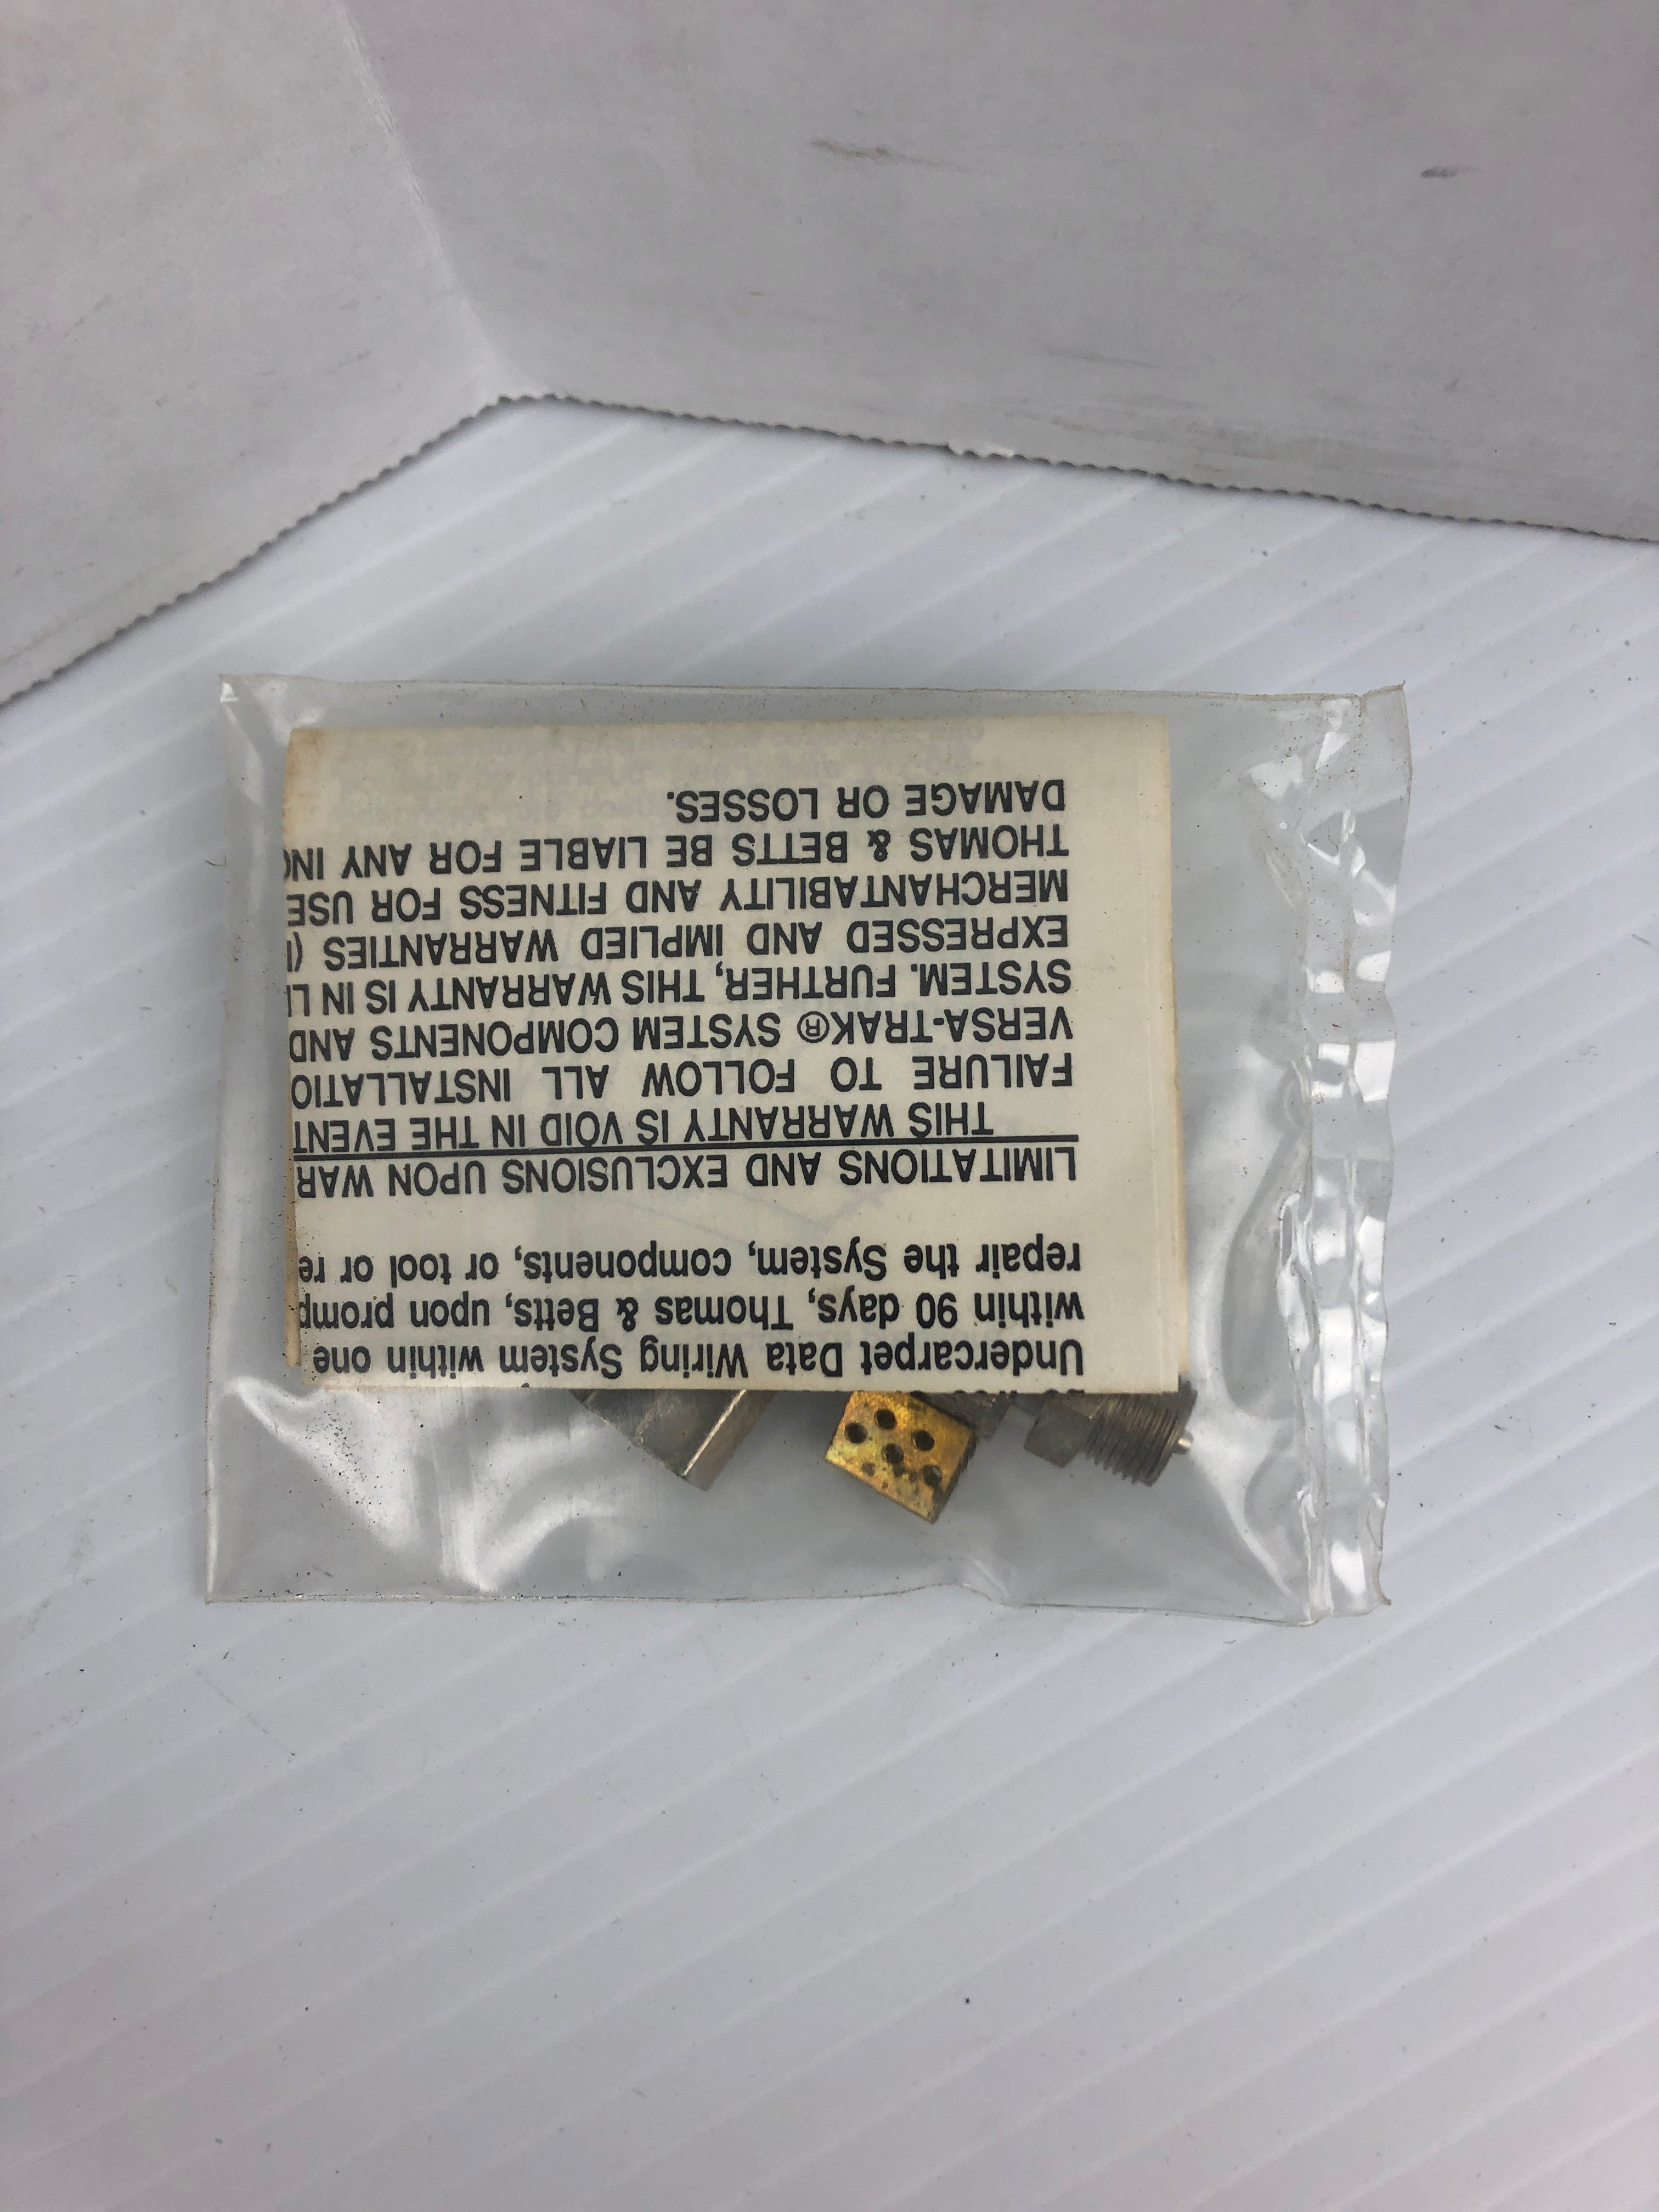 Undercarpet Data Wiring System within one
within 90 days, Thomas & Betts, upon promp
repair the System, components, or tool or re
LIMITATIONS AND EXCLUSIONS UPON WAR
THIS WARRANTY IS VOID IN THE EVENT
FAILURE TO FOLLOW ALL INSTALLATIO
VERSA-TRAK® SYSTEM COMPONENTS AND
SYSTEM. FURTHER, THIS WARRANTY IS IN LI
EXPRESSED AND IMPLIED WARRANTIES (I
MERCHANTABILITY AND FITNESS FOR USE
THOMAS & BETTS BE LIABLE FOR ANY INC
DAMAGE OR LOSSES.